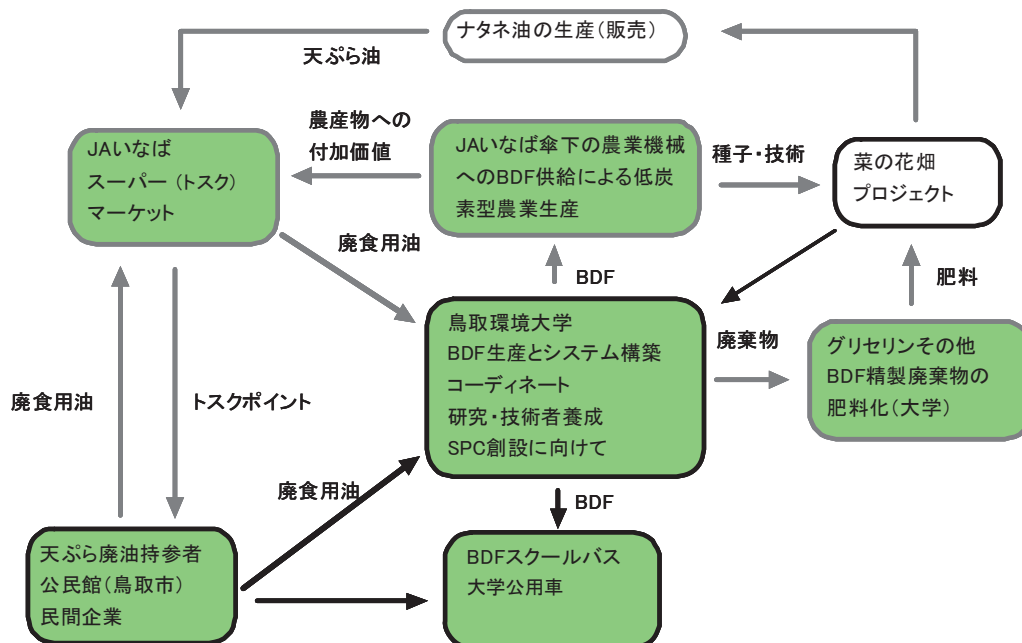 ナタネ油の生産（販売）
天ぷら油
農産物への
付加価値
JAいなば
スーパー（トスク）
マーケット
JAいなば傘下の農業機械
へのBDF供給による低炭
素型農業生産
種子・技術
菜の花畑
プロジェクト
廃食用油
BDF
肥料
鳥取環境大学
BDF生産とシステム構築
コーディネート
研究・技術者養成
SPC創設に向けて
廃棄物
グリセリンその他
BDF精製廃棄物の
肥料化（大学）
廃食用油
トスクポイント
廃食用油
BDF
天ぷら廃油持参者
公民館（鳥取市）
民間企業
BDFスクールバス
大学公用車